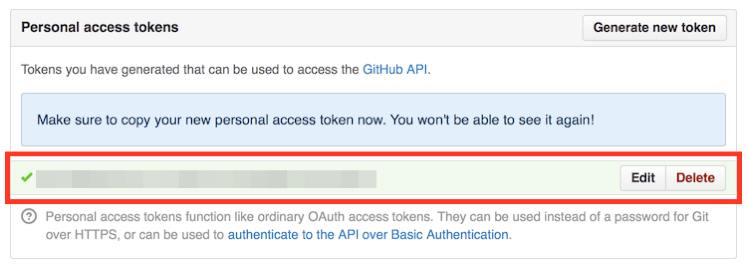 Personal access tokens
Generate new token
Tokens you have generated that can be used to access the GitHub API.
Make sure to copy your new personal access token now. You won't be able to see it again!
Edit
Delete
Personal access tokens function like ordinary OAuth access tokens. They can be used instead of a password for Git
over HTTPS, or can be used to authenticate to the API over Basic Authentication.